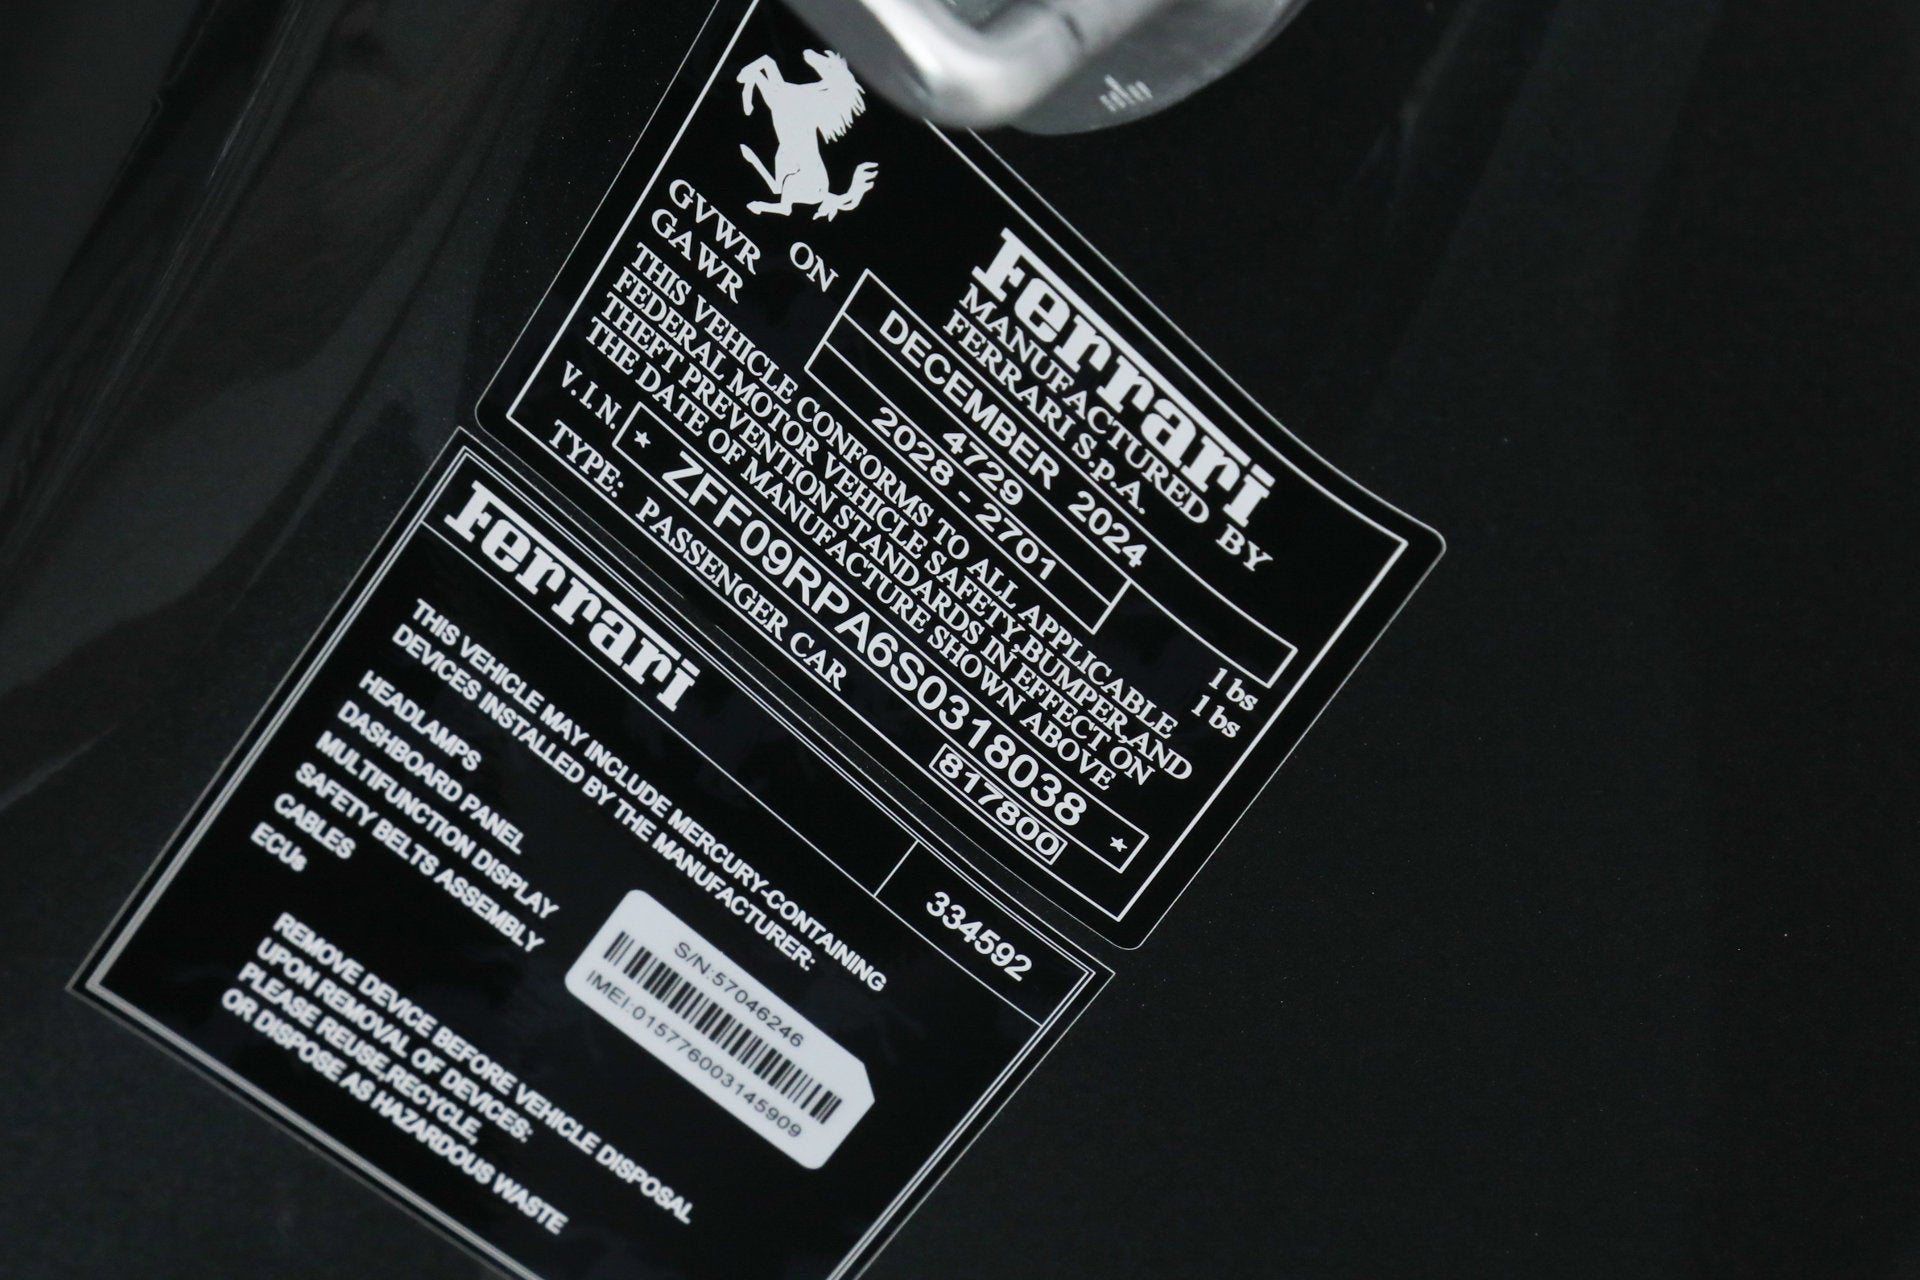 Ferrari
MANUFACTURED BY
FERRARI S.p.A.
ON DECEMBER 2024
GVWR 4729 lbs
GAWR 2028 - 2701 lbs
THIS VEHICLE CONFORMS TO ALL APPLICABLE
FEDERAL MOTOR VEHICLE SAFETY,BUMPER,AND
THEFT PREVENTION STANDARDS IN EFFECT ON
THE DATE OF MANUFACTURE SHOWN ABOVE
V.I.N. * ZFF09RPA6S0318038 *
TYPE: PASSENGER CAR 817800
Ferrari 334592
THIS VEHICLE MAY INCLUDE MERCURY-CONTAINING
DEVICES INSTALLED BY THE MANUFACTURER:
HEADLAMPS
DASHBOARD PANEL
MULTIFUNCTION DISPLAY
SAFETY BELTS ASSEMBLY
CABLES
ECUs
S/N:57046246
IMEI:015776003145909
REMOVE DEVICE BEFORE VEHICLE DISPOSAL
UPON REMOVAL OF DEVICES:
PLEASE REUSE,RECYCLE,
OR DISPOSE AS HAZARDOUS WASTE